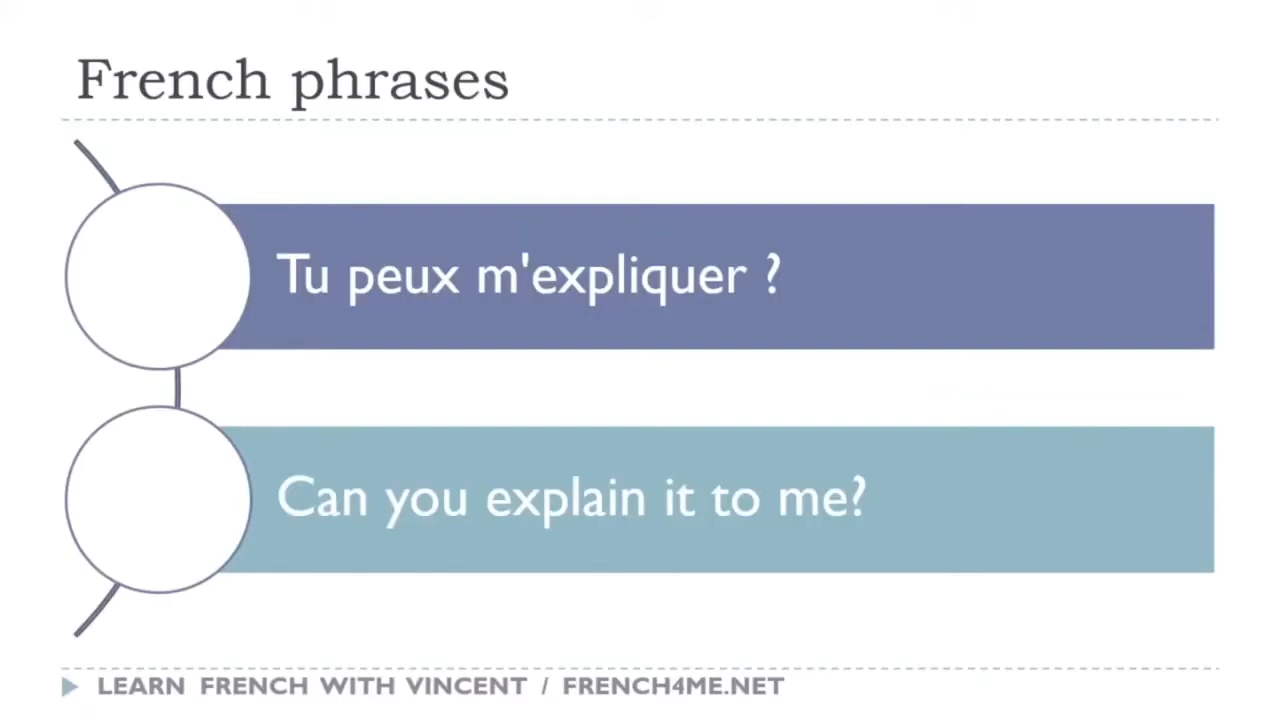 French phrases
Tu peux m'expliquer ?
Can you explain it to me?
LEARN FRENCH WITH VINCENT / FRENCH4ME.NET